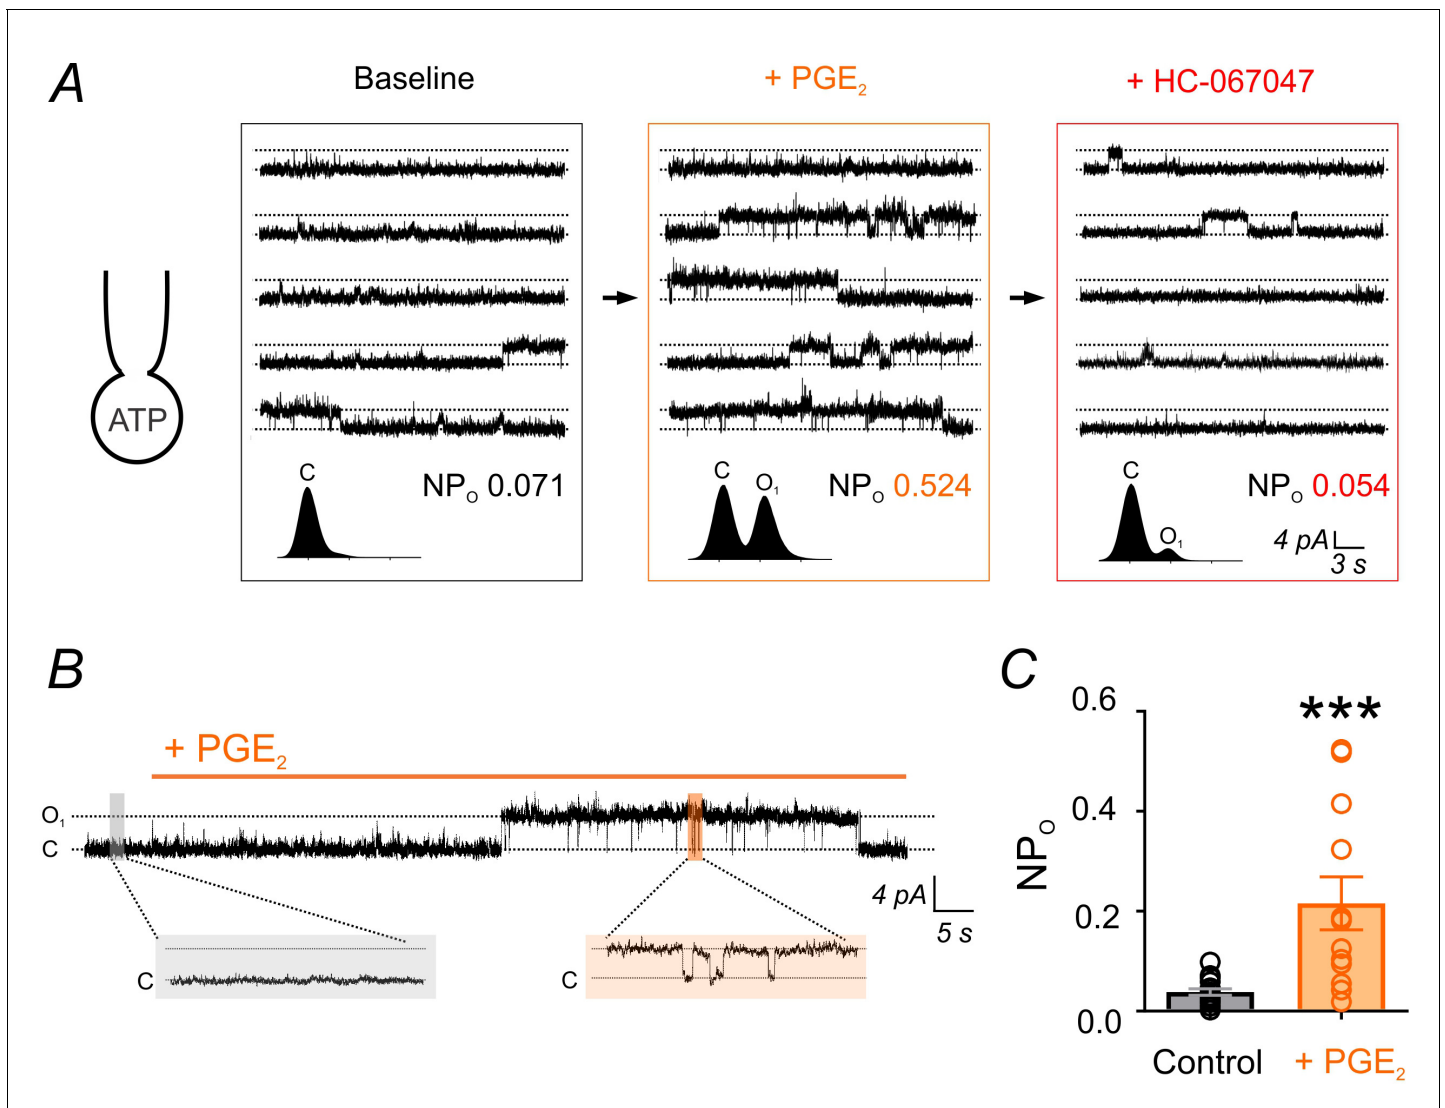 A
Baseline
+ PGE2
+ HC-067047
ATP
C
NPO 0.071
C
O1
NPO 0.524
C
O1
NPO 0.054
4 pA
3 s
B
+ PGE2
O1
C
4 pA
5 s
C
C
C
***
NPO
0.6
0.4
0.2
0.0
Control
+ PGE2